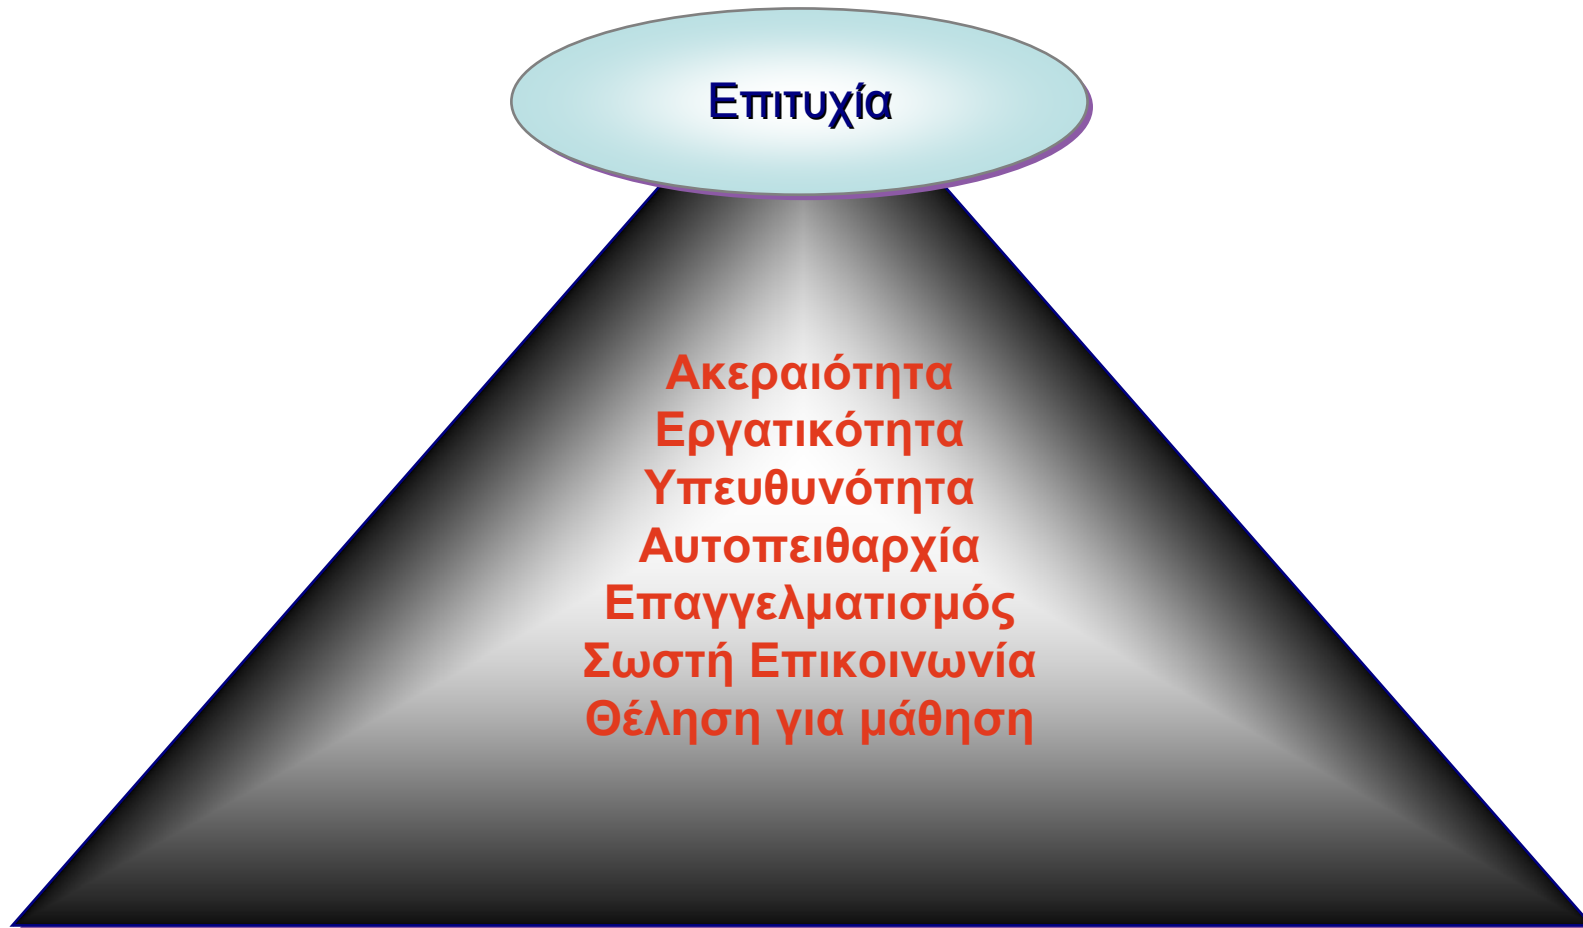 Επιτυχία
Ακεραιότητα
Εργατικότητα
Υπευθυνότητα
Αυτοπειθαρχία
Επαγγελματισμός
Σωστή Επικοινωνία
Θέληση για μάθηση